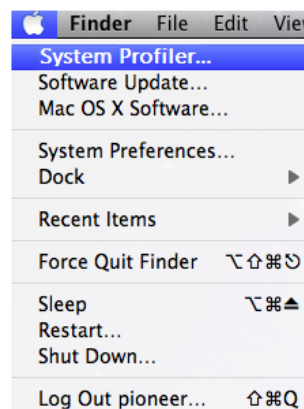 Finder File Edit
System Profiler...
Software Update...
Mac OS X Software...
System Preferences...
Dock
Recent Items
Force Quit Finder ⌥⇧⌘⎋
Sleep ⌥⌘⏏
Restart...
Shut Down...
Log Out pioneer... ⇧⌘Q